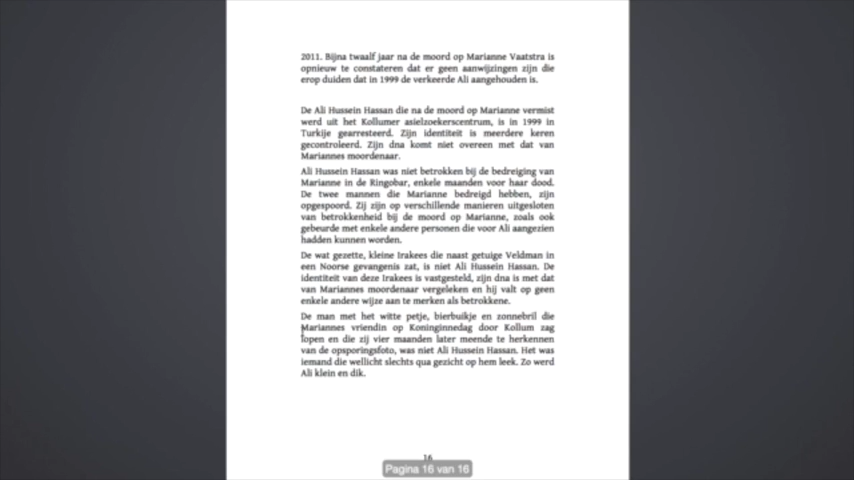 2011. Bijna twaalf jaar na de moord op Marianne Vaatstra is
opnieuw te constateren dat er geen aanwijzingen zijn die
erop duiden dat in 1999 de verkeerde Ali aangehouden is.
De Ali Hussein Hassan die na de moord op Marianne vermist
werd uit het Kollumer asielzoekerscentrum, is in 1999 in
Turkije gearresteerd. Zijn identiteit is meerdere keren
gecontroleerd. Zijn dna komt niet overeen met dat van
Mariannes moordenaar.
Ali Hussein Hassan was niet betrokken bij de bedreiging van
Marianne in de Ringobar, enkele maanden voor haar dood.
De twee mannen die Marianne bedreigd hebben, zijn
opgespoord. Zij zijn op verschillende manieren uitgesloten
van betrokkenheid bij de moord op Marianne, zoals ook
gebeurde met enkele andere personen die voor Ali aangezien
hadden kunnen worden.
De wat gezette, kleine Irakees die naast getuige Veldman in
een Noorse gevangenis zat, is niet Ali Hussein Hassan. De
identiteit van deze Irakees is vastgesteld, zijn dna is met dat
van Mariannes moordenaar vergeleken en hij valt op geen
enkele andere wijze aan te merken als betrokkene.
De man met het witte petje, bierbuikje en zonnebril die
Mariannes vriendin op Koninginnedag door Kollum zag
lopen en die zij vier maanden later meende te herkennen
van de opsporingsfoto, was niet Ali Hussein Hassan. Het was
iemand die wellicht slechts qua gezicht op hem leek. Zo werd
Ali klein en dik.
16
Pagina 16 van 16